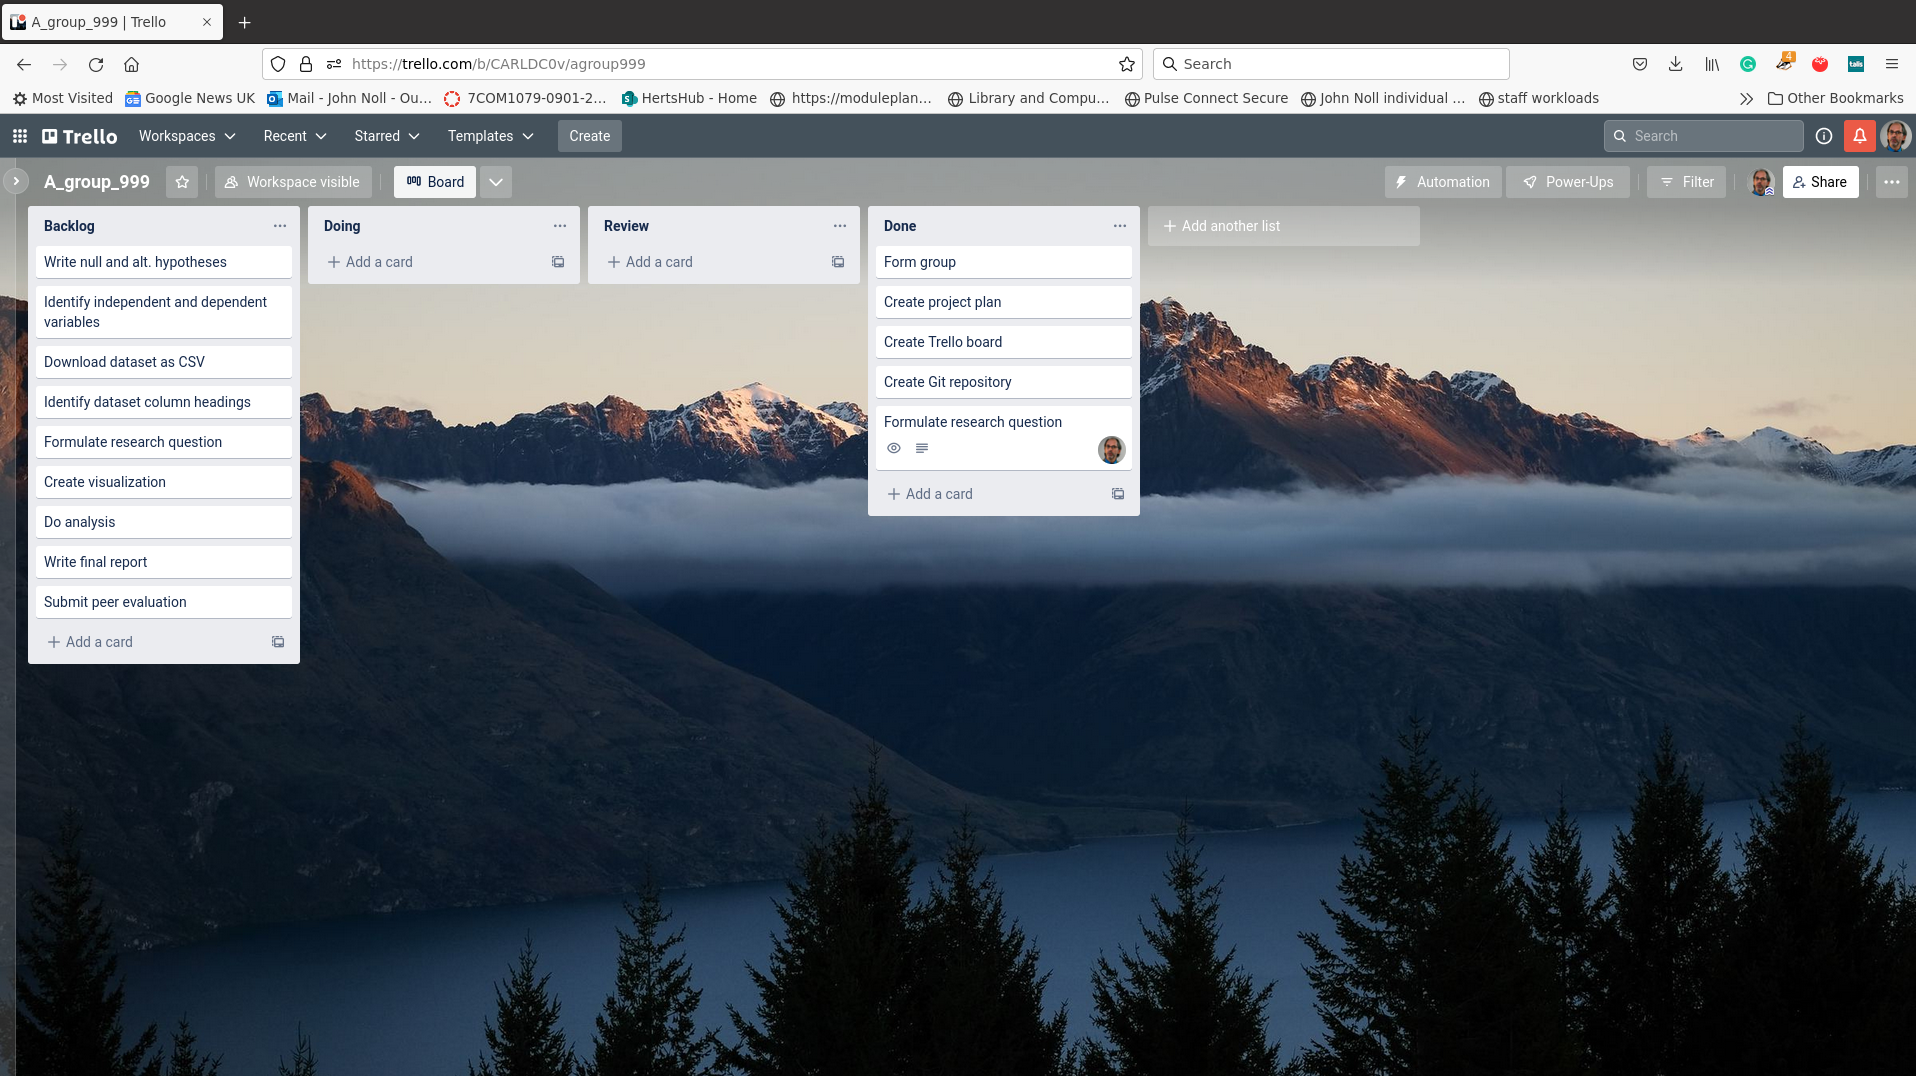 A_group_999 | Trello
https://trello.com/b/CARLDC0v/agroup999
Search
4
talis
Most Visited
Google News UK
Mail - John Noll - Ou...
7COM1079-0901-2...
HertsHub - Home
https://moduleplan...
Library and Compu...
Pulse Connect Secure
John Noll individual ...
staff workloads
Other Bookmarks
Trello
Workspaces
Recent
Starred
Templates
Create
Search
A_group_999
Workspace visible
Board
Automation
Power-Ups
Filter
Share
Backlog
Write null and alt. hypotheses
Identify independent and dependent
variables
Download dataset as CSV
Identify dataset column headings
Formulate research question
Create visualization
Do analysis
Write final report
Submit peer evaluation
+ Add a card
Doing
+ Add a card
Review
+ Add a card
Done
Form group
Create project plan
Create Trello board
Create Git repository
Formulate research question
+ Add a card
+ Add another list